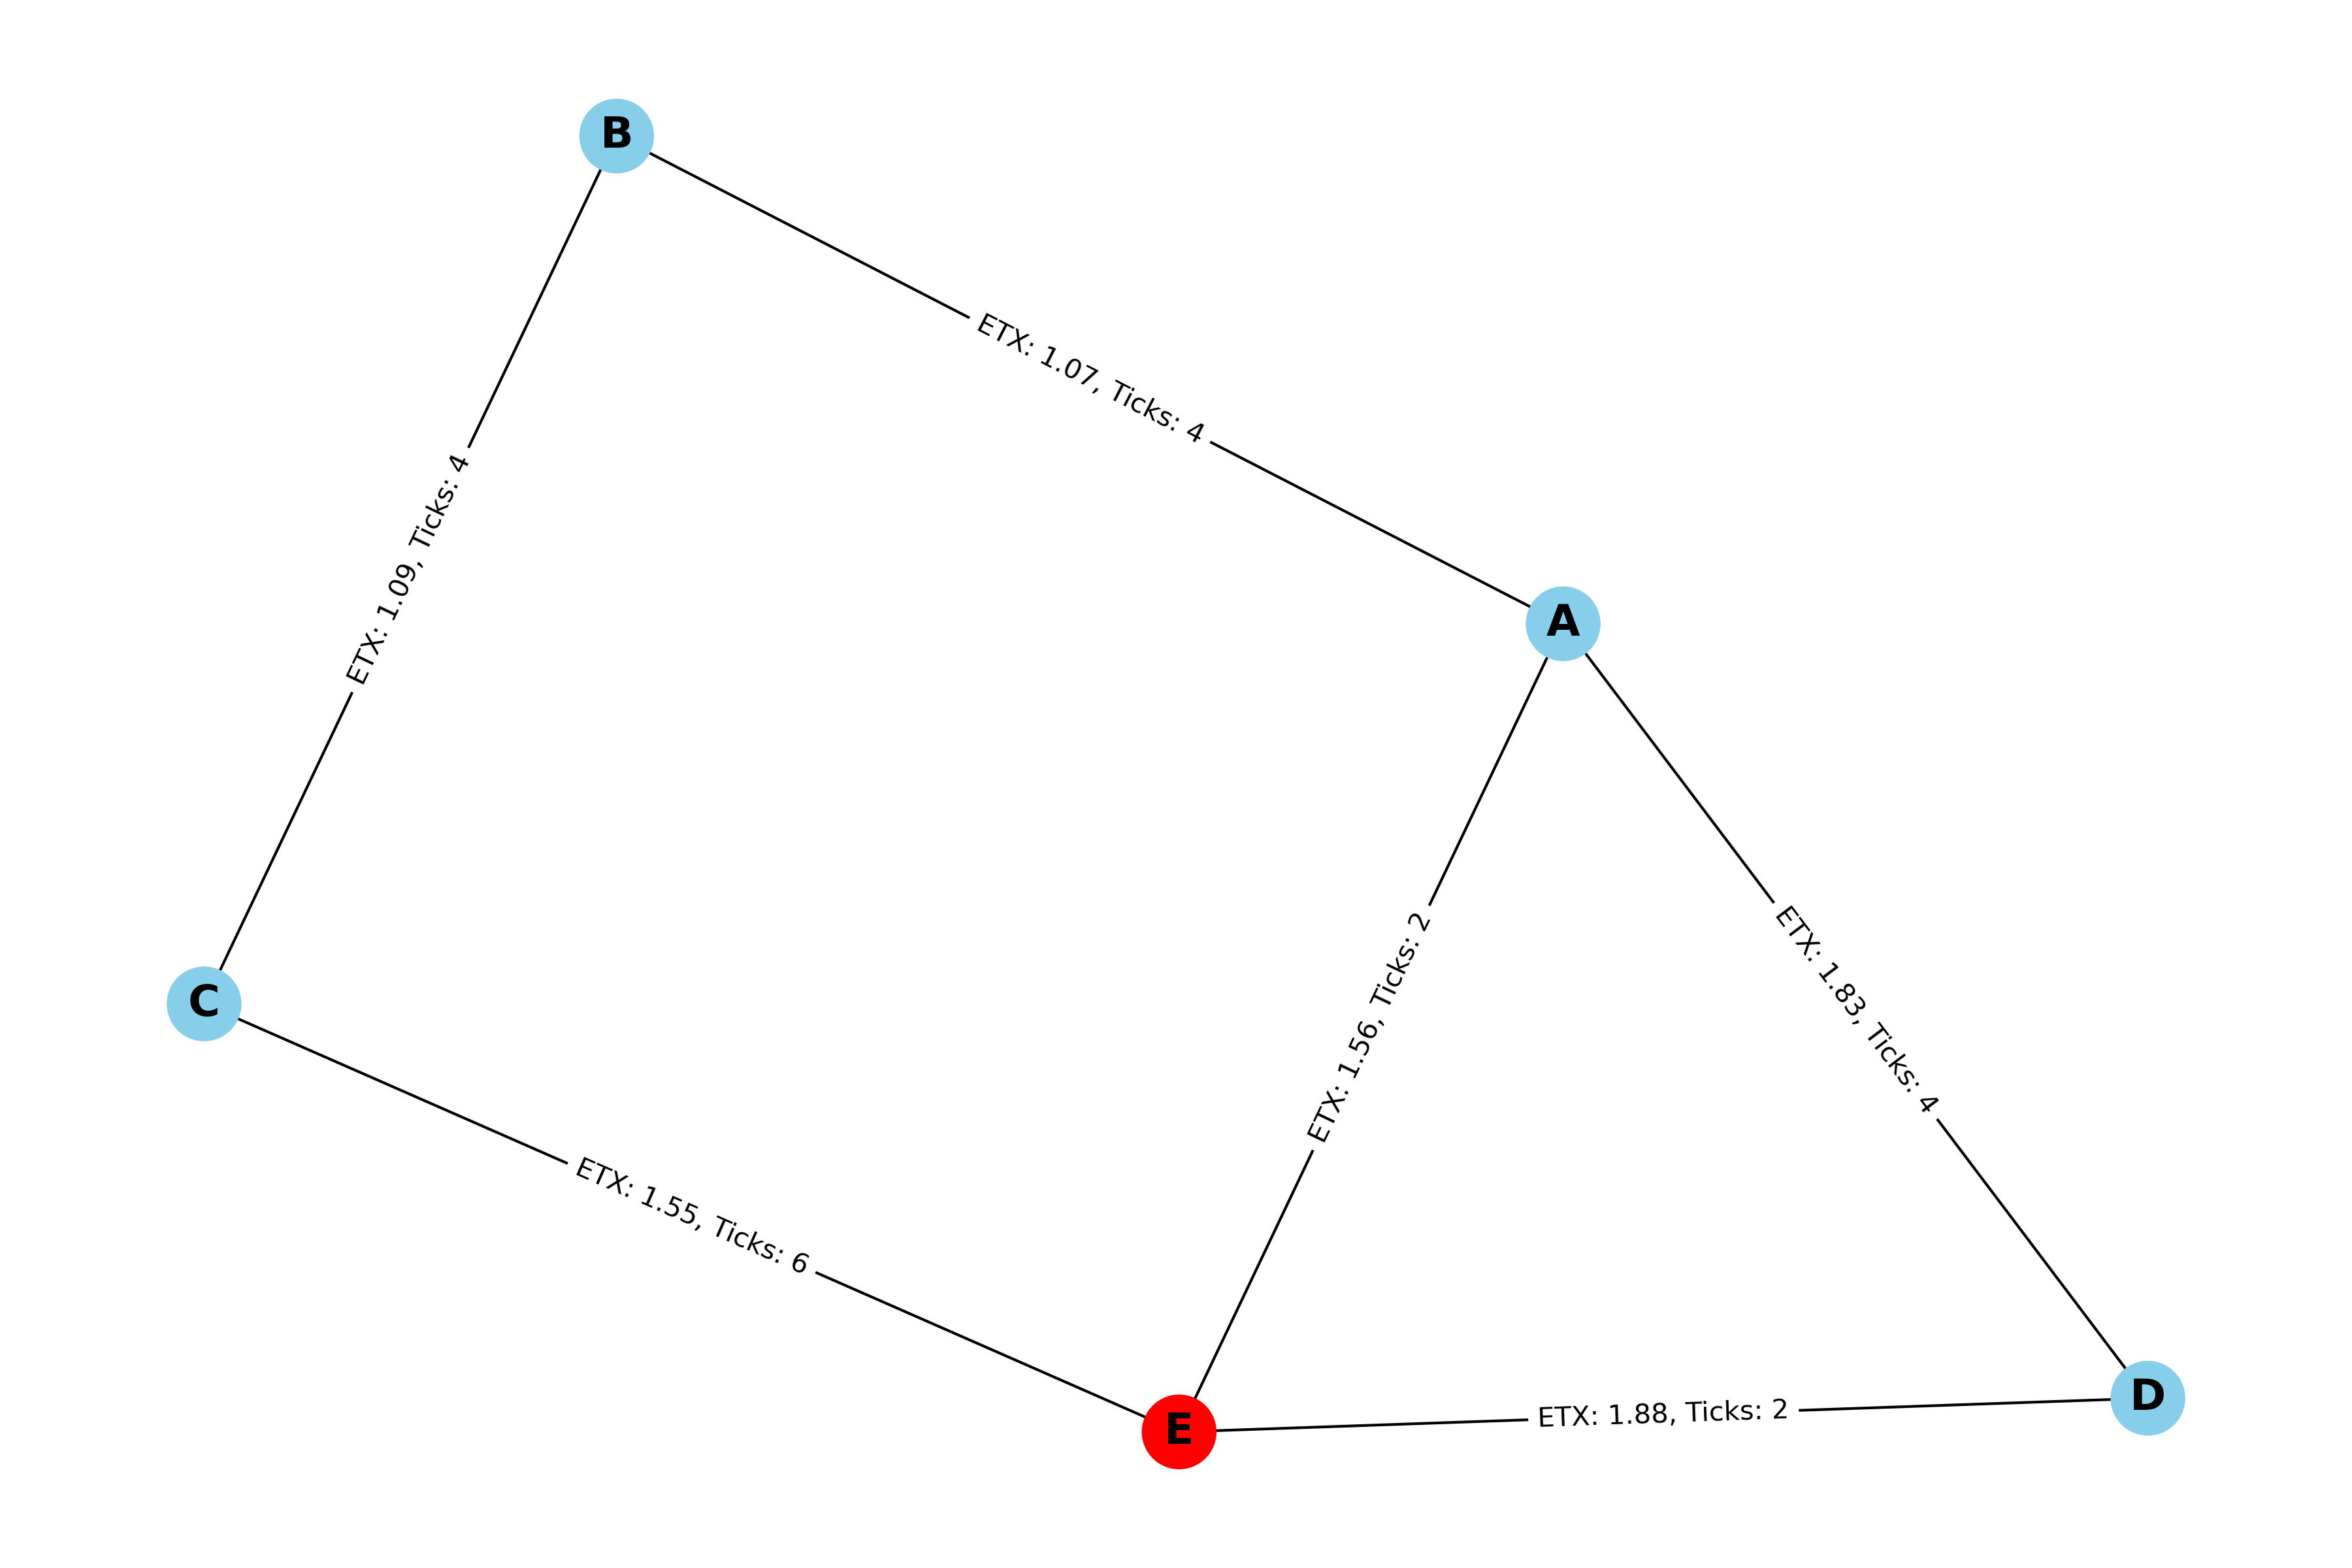 B
ETX: 1.07, Ticks: 4
ETX: 1.09, Ticks: 4
A
C
ETX: 1.56, Ticks: 2
ETX: 1.83, Ticks: 4
ETX: 1.55, Ticks: 6
E
ETX: 1.88, Ticks: 2
D